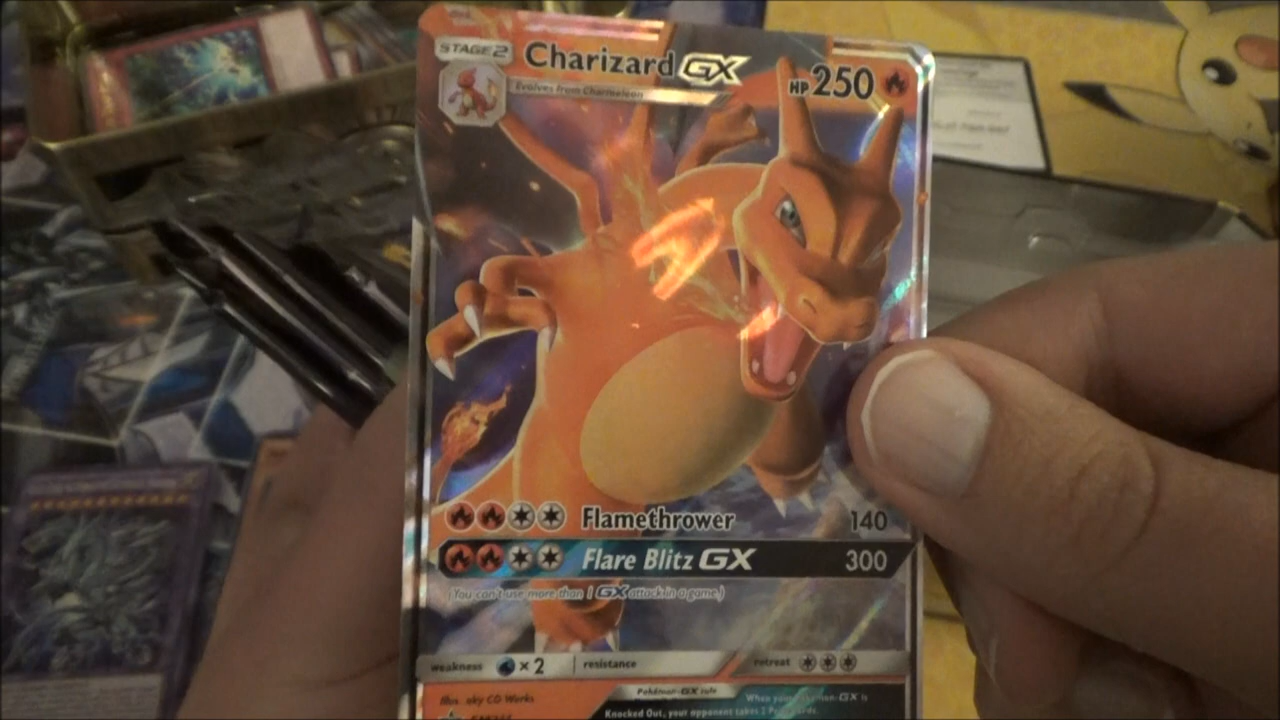 STAGE 2
Charizard GX
HP 250
Evolves from Charmeleon
Flamethrower 140
Flare Blitz GX 300
(You can't use more than 1 GX attack in a game.)
weakness × 2 resistance retreat
Illus. CG Works
Pokémon-GX rule
When your Pokémon-GX is
Knocked Out, your opponent takes 2 Prize cards.